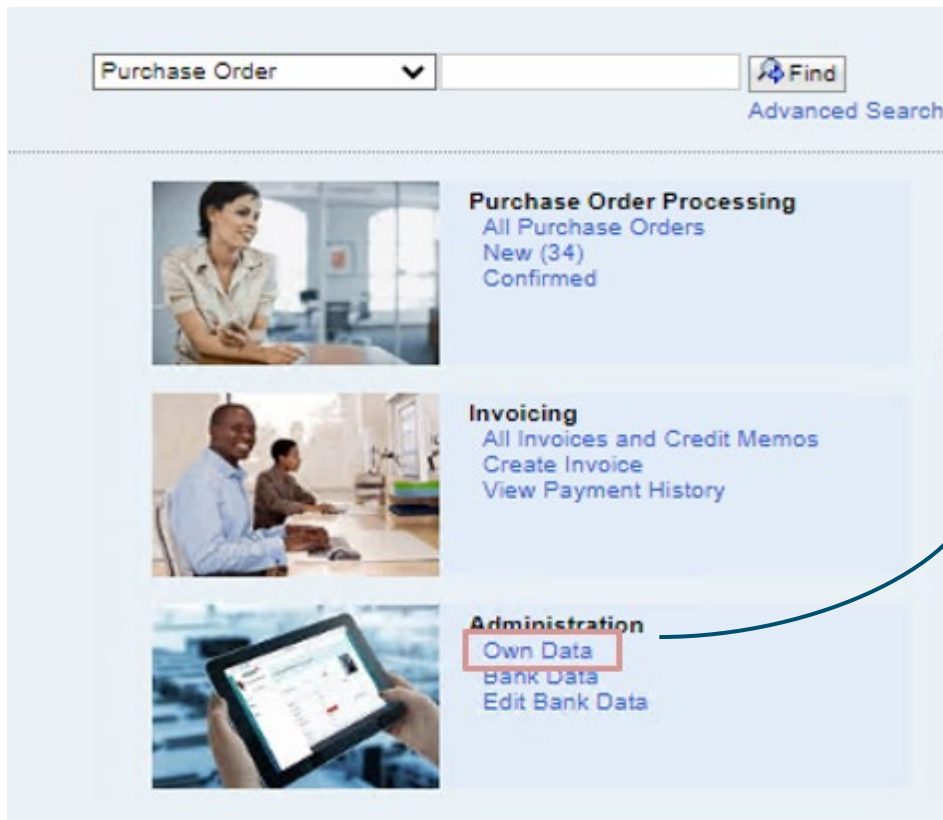 Purchase Order
Find
Advanced Search
Purchase Order Processing
All Purchase Orders
New (34)
Confirmed
Invoicing
All Invoices and Credit Memos
Create Invoice
View Payment History
Administration
Own Data
Bank Data
Edit Bank Data